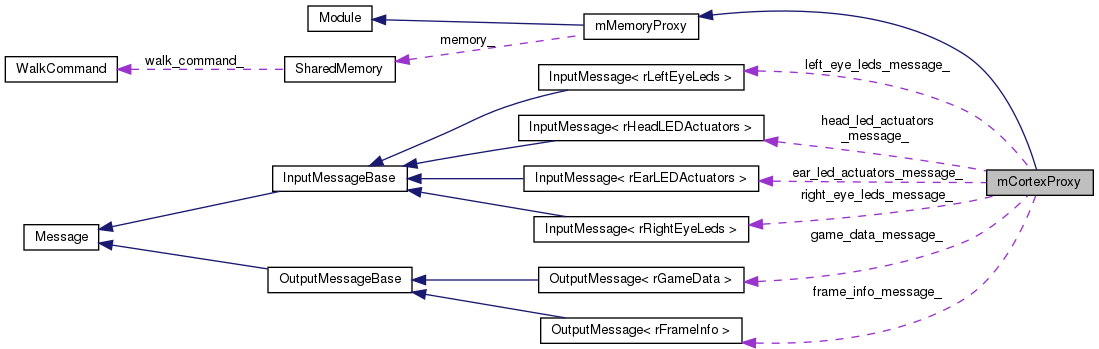 Module
mMemoryProxy
memory_
walk_command_
WalkCommand
SharedMemory
left_eye_leds_message_
InputMessage< rLeftEyeLeds >
head_led_actuators
_message_
InputMessage< rHeadLEDActuators >
ear_led_actuators_message_
InputMessageBase
InputMessage< rEarLEDActuators >
mCortexProxy
right_eye_leds_message_
InputMessage< rRightEyeLeds >
Message
game_data_message_
OutputMessageBase
OutputMessage< rGameData >
frame_info_message_
OutputMessage< rFrameInfo >